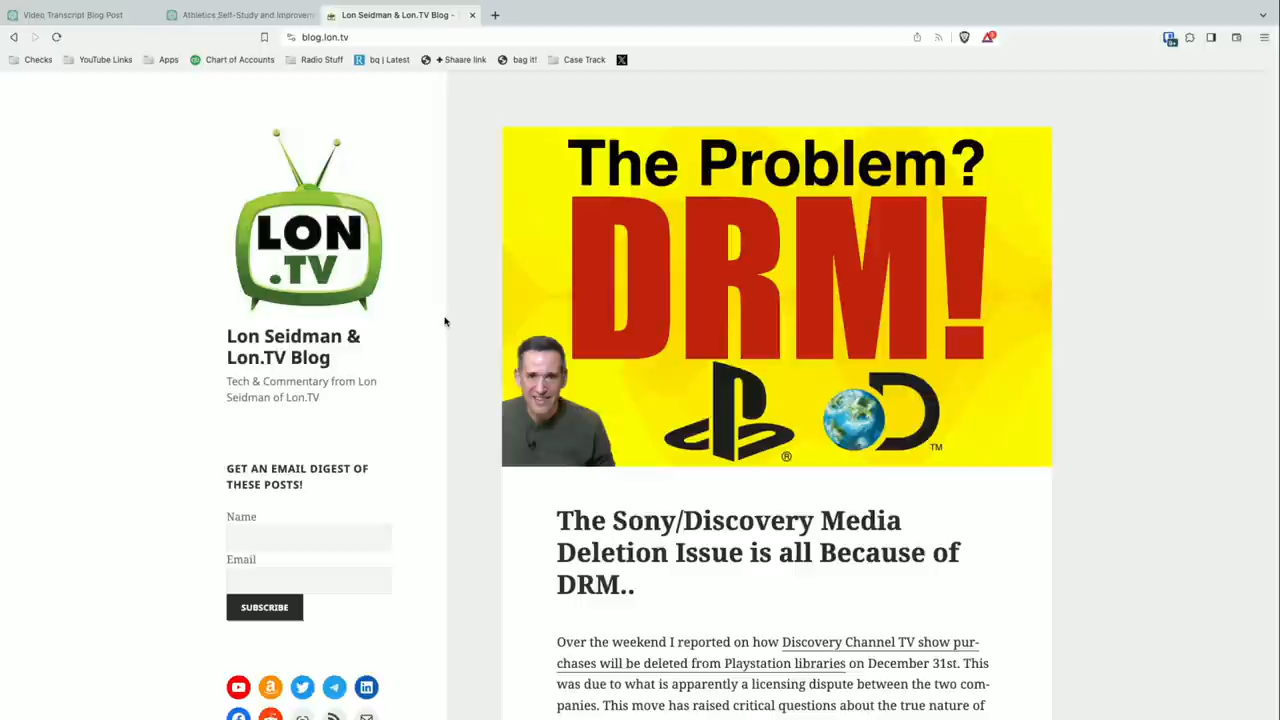 Video Transcript Blog Post
Athletics Self-Study and Improvem
Lon Seidman & Lon.TV Blog -
blog.lon.tv
Checks
YouTube Links
Apps
Chart of Accounts
Radio Stuff
bq | Latest
+ Shaare link
bag it!
Case Track
LON
.TV
Lon Seidman &
Lon.TV Blog
Tech & Commentary from Lon
Seidman of Lon.TV
GET AN EMAIL DIGEST OF
THESE POSTS!
Name
Email
SUBSCRIBE
The Problem?
DRM!
The Sony/Discovery Media
Deletion Issue is all Because of
DRM..
Over the weekend I reported on how Discovery Channel TV show pur-
chases will be deleted from Playstation libraries on December 31st. This
was due to what is apparently a licensing dispute between the two com-
panies. This move has raised critical questions about the true nature of